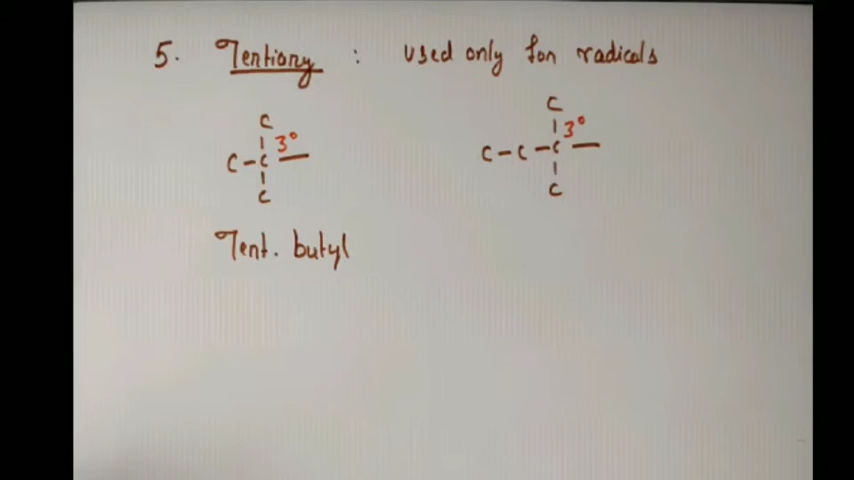 5. Tertiary : used only for radicals
C C
| 3° | 3°
C - C — C - C - C —
| |
C C
Tert. butyl